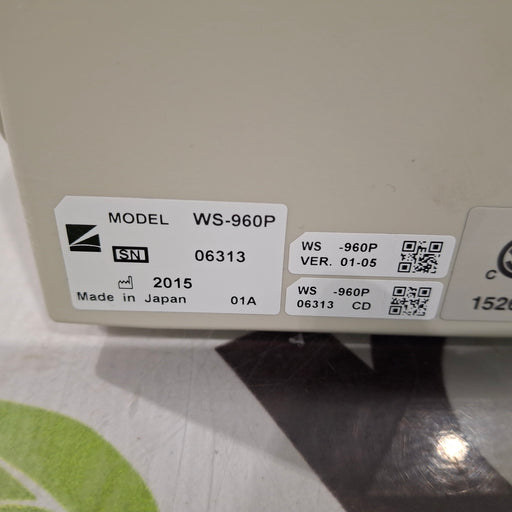 MODEL WS-960P
SN 06313
2015
Made in Japan 01A
WS -960P
VER. 01-05
WS -960P
06313 CD
C